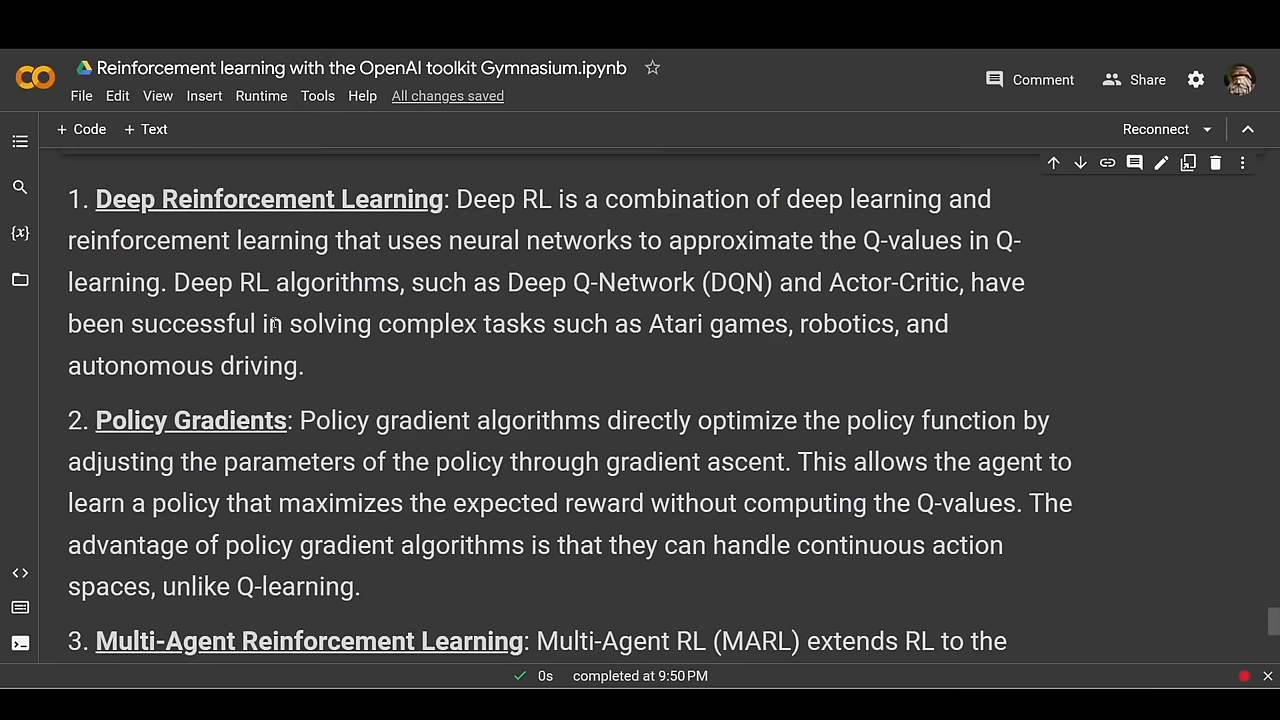 Reinforcement learning with the OpenAI toolkit Gymnasium.ipynb
Comment
Share
File Edit View Insert Runtime Tools Help All changes saved
+ Code + Text
Reconnect
1. Deep Reinforcement Learning: Deep RL is a combination of deep learning and
reinforcement learning that uses neural networks to approximate the Q-values in Q-
learning. Deep RL algorithms, such as Deep Q-Network (DQN) and Actor-Critic, have
been successful in solving complex tasks such as Atari games, robotics, and
autonomous driving.
2. Policy Gradients: Policy gradient algorithms directly optimize the policy function by
adjusting the parameters of the policy through gradient ascent. This allows the agent to
learn a policy that maximizes the expected reward without computing the Q-values. The
advantage of policy gradient algorithms is that they can handle continuous action
spaces, unlike Q-learning.
3. Multi-Agent Reinforcement Learning: Multi-Agent RL (MARL) extends RL to the
0s completed at 9:50 PM